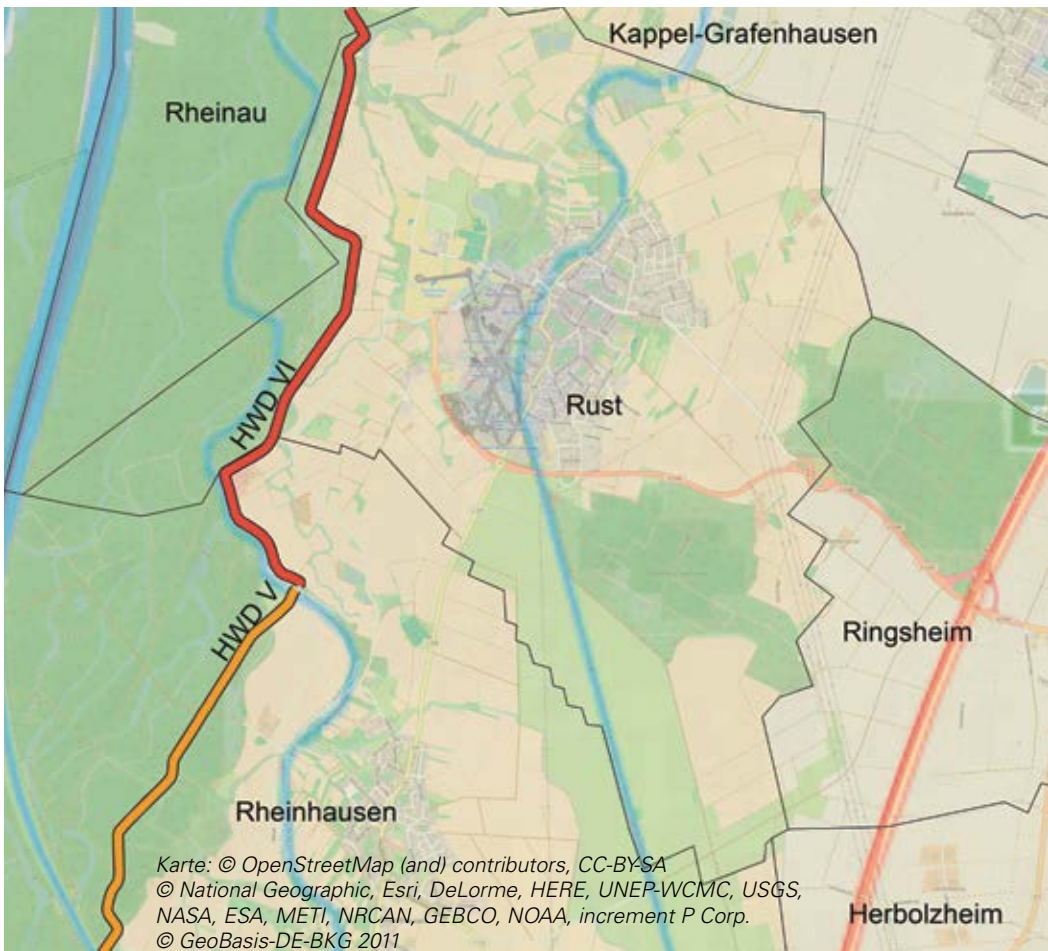 Kappel-Grafenhausen
Rheinau
HWD VI
Rust
HWD V
Ringsheim
Rheinhausen
Karte: © OpenStreetMap (and) contributors, CC-BY-SA
© National Geographic, Esri, DeLorme, HERE, UNEP-WCMC, USGS,
NASA, ESA, METI, NRCAN, GEBCO, NOAA, increment P Corp.
© GeoBasis-DE-BKG 2011
Herbolzheim